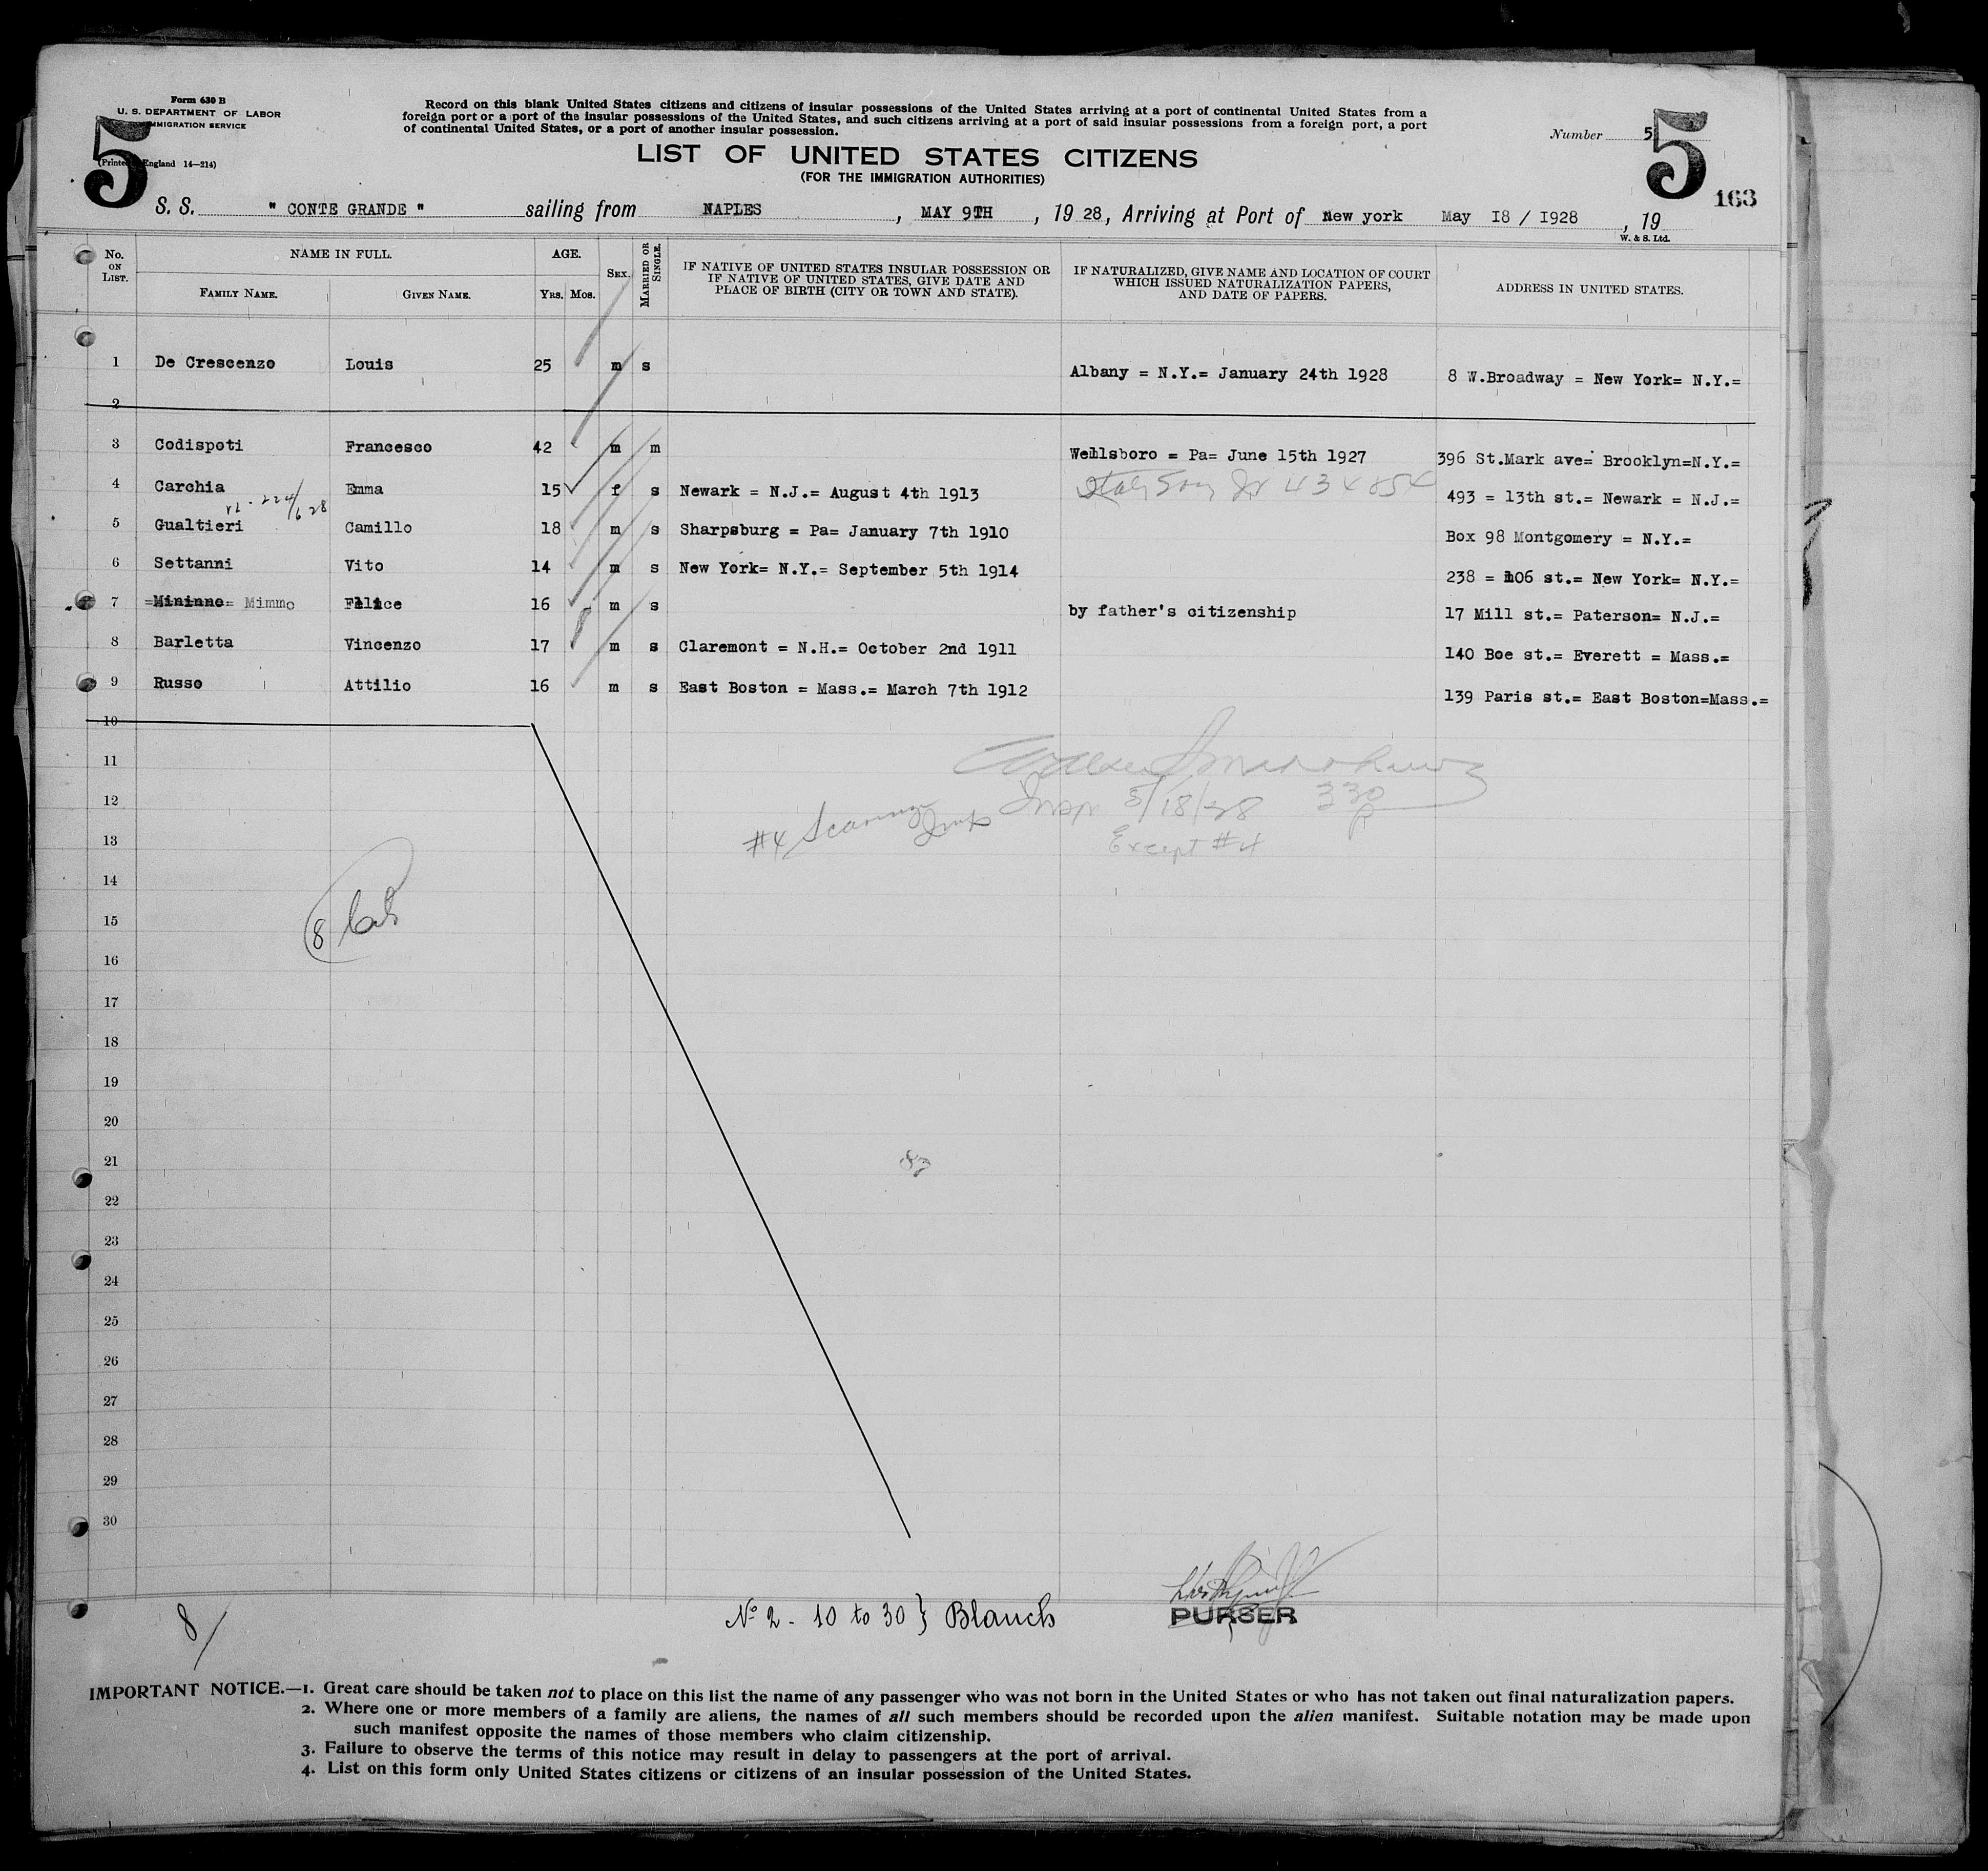 Form 630 B
U. S. DEPARTMENT OF LABOR
IMMIGRATION SERVICE
(Printed England 14—214)
5
Record on this blank United States citizens and citizens of insular possessions of the United States arriving at a port of continental United States from a
foreign port or a port of the insular possessions of the United States, and such citizens arriving at a port of said insular possessions from a foreign port, a port
of continental United States, or a port of another insular possession.
Number 5
5
163
LIST OF UNITED STATES CITIZENS
(FOR THE IMMIGRATION AUTHORITIES)
S. S. " CONTE GRANDE " sailing from NAPLES , MAY 9TH , 19 28, Arriving at Port of New york May I8 / I928 , 19
W. & S. Ltd.
No. ON LIST. NAME IN FULL. FAMILY NAME. GIVEN NAME. AGE. Yrs. Mos. SEX. MARRIED OR SINGLE. IF NATIVE OF UNITED STATES INSULAR POSSESSION OR IF NATIVE OF UNITED STATES, GIVE DATE AND PLACE OF BIRTH (CITY OR TOWN AND STATE). IF NATURALIZED, GIVE NAME AND LOCATION OF COURT WHICH ISSUED NATURALIZATION PAPERS, AND DATE OF PAPERS. ADDRESS IN UNITED STATES.
1 De Crescenzo Louis 25 m s Albany = N.Y.= January 24th 1928 8 W.Broadway = New York= N.Y.=
2
3 Codispoti Francesco 42 m m Wellsboro = Pa= June 15th 1927 396 St.Mark ave= Brooklyn=N.Y.=
4 Carchia Emma 15 f s Newark = N.J.= August 4th 1913 434854 493 = 13th st.= Newark = N.J.=
5 Gualtieri Camillo 18 m s Sharpsburg = Pa= January 7th 1910 Box 98 Montgomery = N.Y.=
6 Settanni Vito 14 m s New York= N.Y.= September 5th 1914 238 = 106 st.= New York= N.Y.=
7 =Mininno= Mimmo Felice 16 m s by father's citizenship 17 Mill st.= Paterson= N.J.=
8 Barletta Vincenzo 17 m s Claremont = N.H.= October 2nd 1911 140 Boe st.= Everett = Mass.=
9 Russo Attilio 16 m s East Boston = Mass.= March 7th 1912 139 Paris st.= East Boston=Mass.=
10
11
12 Insp 5/18/28 330
13 #4 Except #4
14
15 8
16
17
18
19
20
21 83
22
23
24
25
26
27
28
29
30
8/
No 2 - 10 to 30 } Blanch
PURSER
IMPORTANT NOTICE.—1. Great care should be taken not to place on this list the name of any passenger who was not born in the United States or who has not taken out final naturalization papers.
2. Where one or more members of a family are aliens, the names of all such members should be recorded upon the alien manifest. Suitable notation may be made upon
such manifest opposite the names of those members who claim citizenship.
3. Failure to observe the terms of this notice may result in delay to passengers at the port of arrival.
4. List on this form only United States citizens or citizens of an insular possession of the United States.